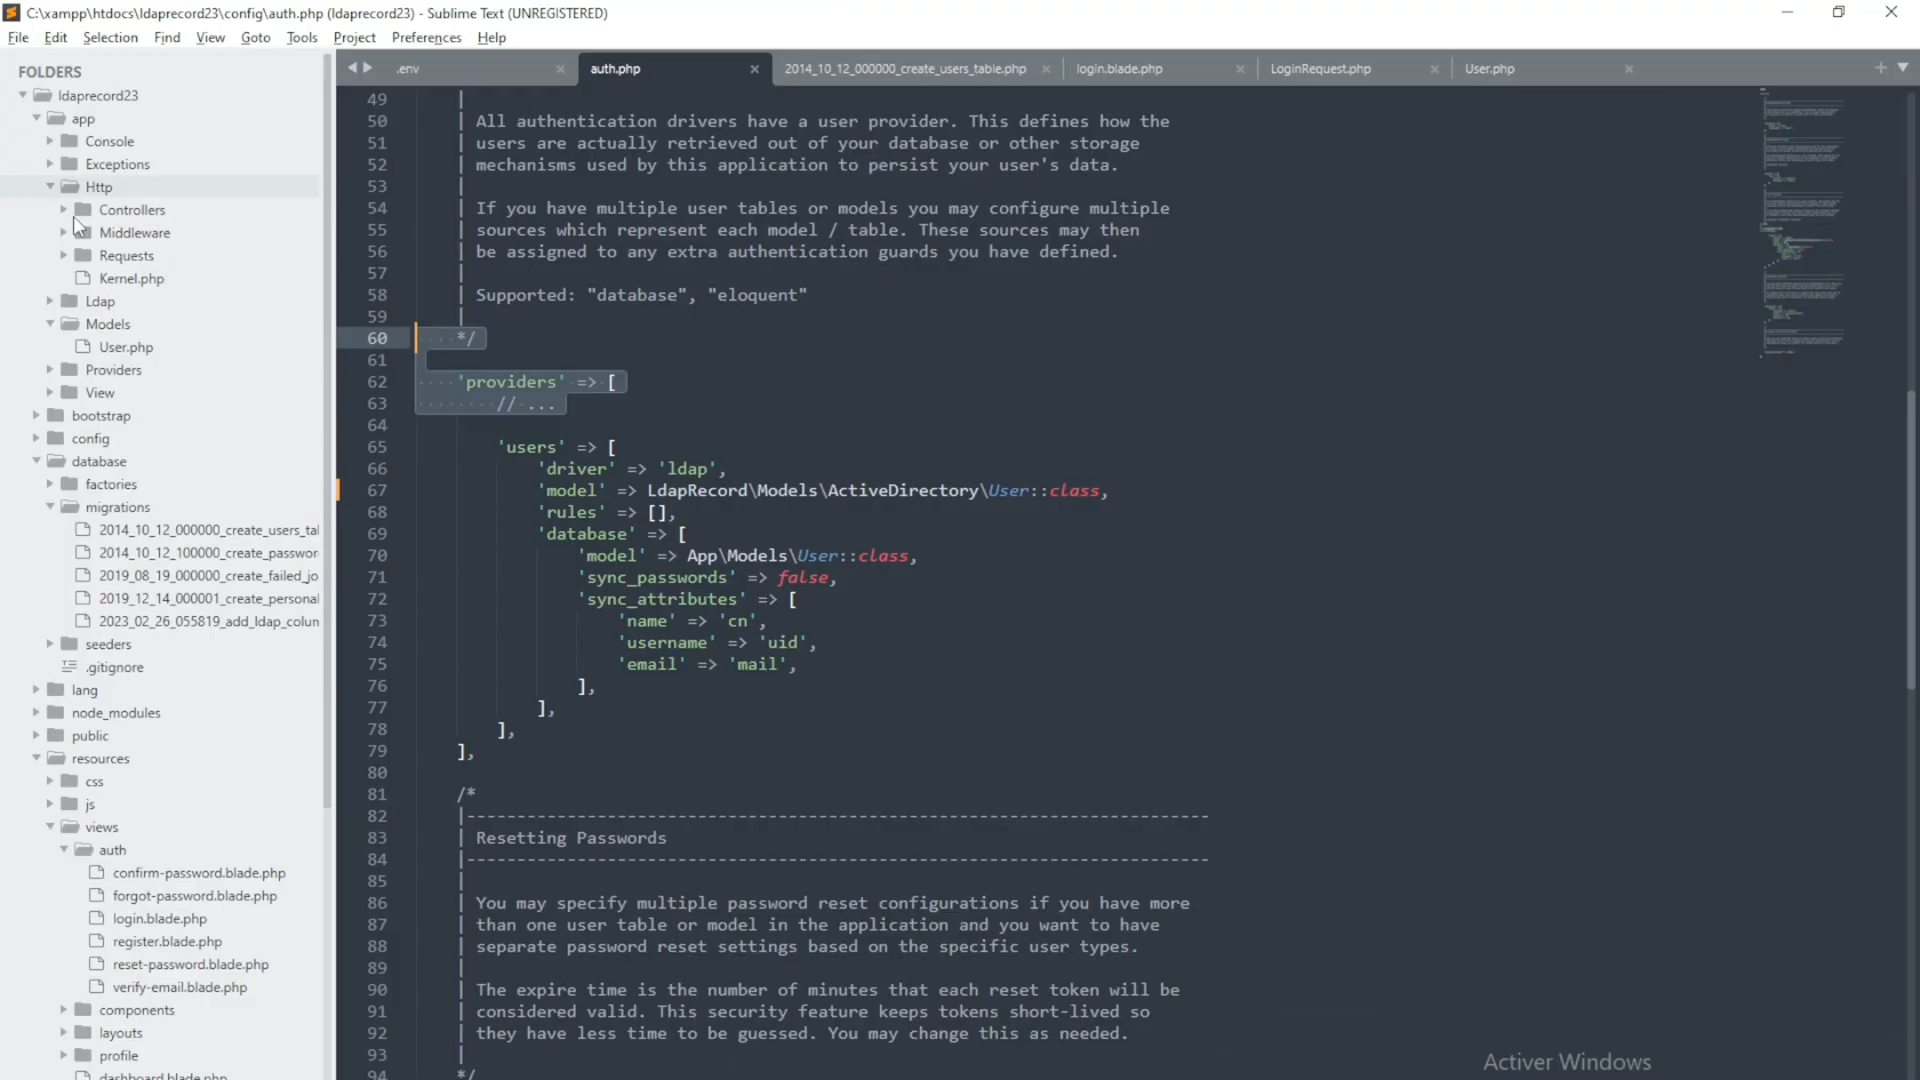 C:\xampp\htdocs\ldaprecord23\config\auth.php (ldaprecord23) - Sublime Text (UNREGISTERED)
File Edit Selection Find View Goto Tools Project Preferences Help
FOLDERS
ldaprecord23
app
Console
Exceptions
Http
Controllers
Middleware
Requests
Kernel.php
Ldap
Models
User.php
Providers
View
bootstrap
config
database
factories
migrations
2014_10_12_000000_create_users_tal
2014_10_12_100000_create_passwor
2019_08_19_000000_create_failed_jo
2019_12_14_000001_create_personal
2023_02_26_055819_add_ldap_colun
seeders
.gitignore
lang
node_modules
public
resources
css
js
views
auth
confirm-password.blade.php
forgot-password.blade.php
login.blade.php
register.blade.php
reset-password.blade.php
verify-email.blade.php
components
layouts
profile
dashboard.blade.php
.env auth.php 2014_10_12_000000_create_users_table.php login.blade.php LoginRequest.php User.php
49 |
50 | All authentication drivers have a user provider. This defines how the
51 | users are actually retrieved out of your database or other storage
52 | mechanisms used by this application to persist your user's data.
53 |
54 | If you have multiple user tables or models you may configure multiple
55 | sources which represent each model / table. These sources may then
56 | be assigned to any extra authentication guards you have defined.
57 |
58 | Supported: "database", "eloquent"
59 |
60 */
61
62 'providers' => [
63 // ...
64
65 'users' => [
66 'driver' => 'ldap',
67 'model' => LdapRecord\Models\ActiveDirectory\User::class,
68 'rules' => [],
69 'database' => [
70 'model' => App\Models\User::class,
71 'sync_passwords' => false,
72 'sync_attributes' => [
73 'name' => 'cn',
74 'username' => 'uid',
75 'email' => 'mail',
76 ],
77 ],
78 ],
79 ],
80
81 /*
82 |--------------------------------------------------------------------------
83 | Resetting Passwords
84 |--------------------------------------------------------------------------
85 |
86 | You may specify multiple password reset configurations if you have more
87 | than one user table or model in the application and you want to have
88 | separate password reset settings based on the specific user types.
89 |
90 | The expire time is the number of minutes that each reset token will be
91 | considered valid. This security feature keeps tokens short-lived so
92 | they have less time to be guessed. You may change this as needed.
93 |
94 */
Activer Windows